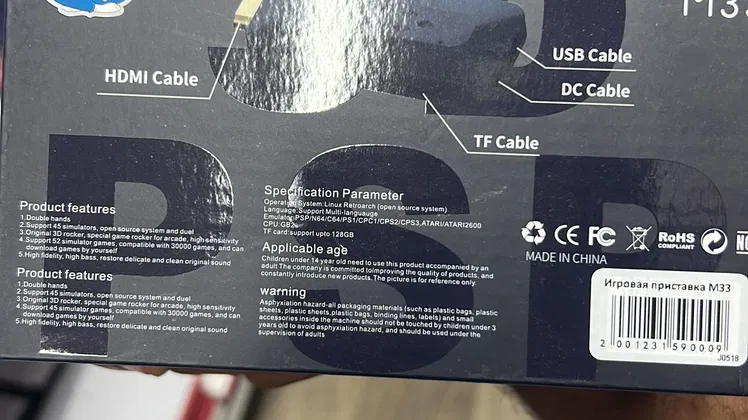 M33
HDMI Cable
USB Cable
DC Cable
TF Cable
PSP
Product features
1.Double hands
2.Support 45 simulators, open source system and duel
3.Original 3D rocker, special game rocker for arcade, high sensitivity
4.Support 52 simulator games, compatible with 30000 games, and can
download games by yourself
5.High fidelity, high bass, restore delicate and clean original sound
Product features
1.Double hands
2.Support 45 simulators, open source system and duel
3.Original 3D rocker, special game rocker for arcade, high sensitivity
4.Support 45 simulator games, compatible with 30000 games, and can
download games by yourself
5.High fidelity, high bass, restore delicate and clean original sound
Specification Parameter
Operating System:Linux Retroarch (open source system)
Language:Support Multi-languauge
Emulator:PSP/N64/C64/PS1/CPC1/CPS2/CPS3,ATARI/ATARI2600
TF card:support upto 128GB
Applicable age
Children under 14 year old need to use this product accompanied by an
adult The company is committed toimproving the quality of products, and
constantly introduce new products.The picture is for reference only.
warning
Asphyxiation hazard-all packaging materials (such as plastic bags, plastic
sheets, plastic sheets,plastic bags, binding lines, labels) and small
accessories inside the machine should not be touched by children under 3
years old to avoid asphyxiation hazard, and should be used under the
supervision of adults
CE FC RoHS
COMPLIANT
MADE IN CHINA
Игровая приставка M33
2 001231 590009
J0518